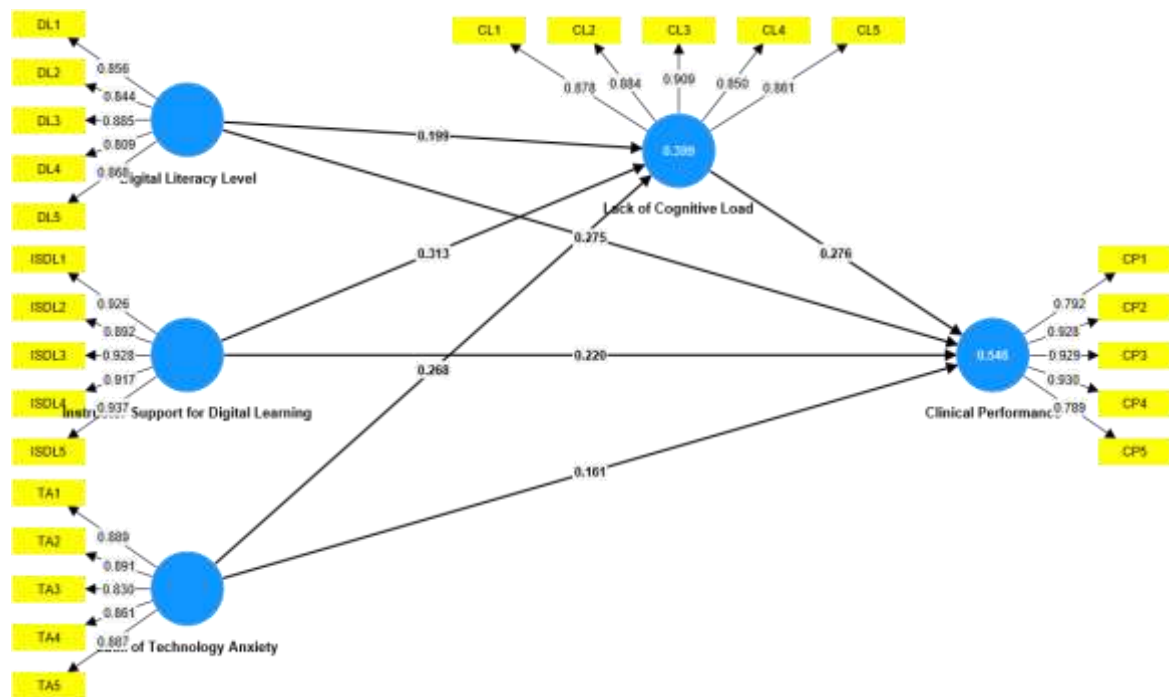 DL1
DL2
DL3
DL4
DL5
0.856
0.844
0.885
0.809
0.868
Digital Literacy Level
ISDL1
ISDL2
ISDL3
ISDL4
ISDL5
0.926
0.892
0.928
0.917
0.937
Support for Digital Learning
TA1
TA2
TA3
TA4
TA5
0.889
0.891
0.830
0.861
0.887
of Technology Anxiety
CL1
CL2
CL3
CL4
CL5
0.878
0.884
0.909
0.850
0.861
Lack of Cognitive Load
0.199
0.275
0.313
0.276
0.220
0.268
0.161
CP1
CP2
CP3
CP4
CP5
0.792
0.928
0.929
0.930
0.789
0.546
Clinical Performance